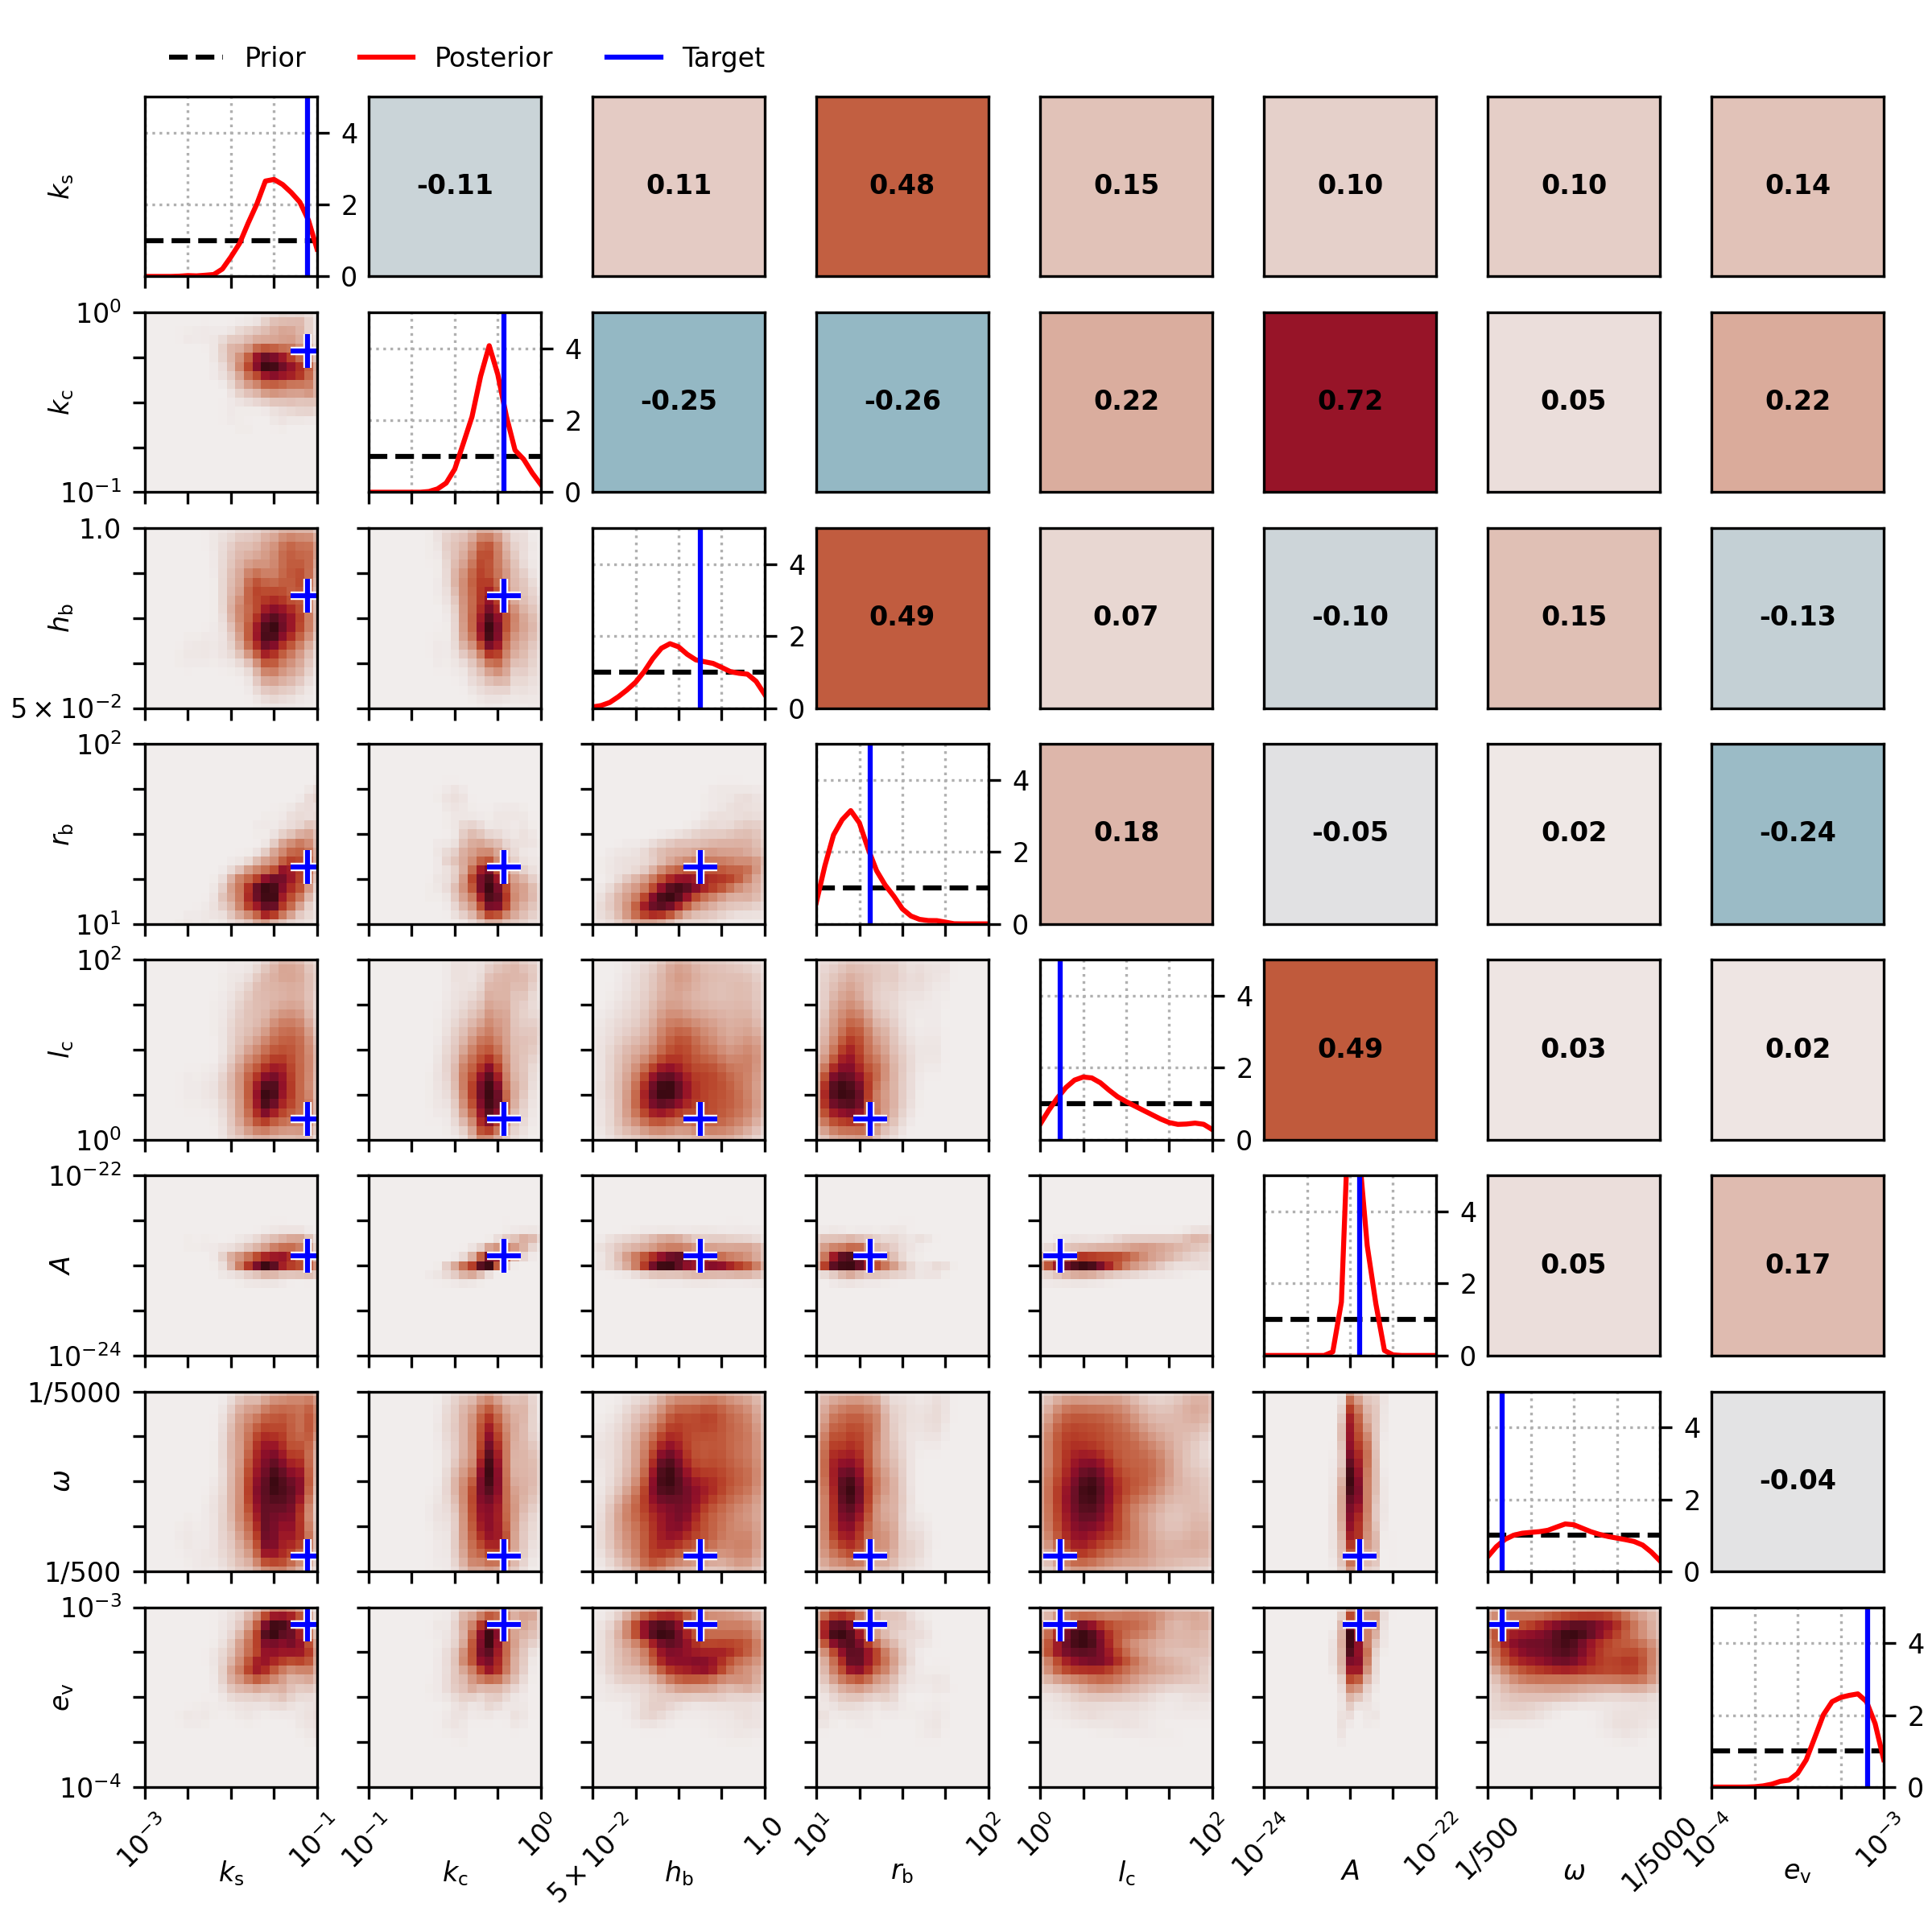 Prior Posterior Target
4 2 0
k_s -0.11 0.11 0.48 0.15 0.10 0.10 0.14
10^0 10^{-1} 4 2 0
k_c -0.25 -0.26 0.22 0.72 0.05 0.22
1.0 5 × 10^{-2} 4 2 0
h_b 0.49 0.07 -0.10 0.15 -0.13
10^2 10^1 4 2 0
r_b 0.18 -0.05 0.02 -0.24
10^2 10^0 4 2 0
l_c 0.49 0.03 0.02
10^{-22} 10^{-24} 4 2 0
A 0.05 0.17
1/5000 1/500 4 2 0
ω -0.04
10^{-3} 10^{-4} 4 2 0
e_v
10^{-3} 10^{-1} 10^{-1} 10^0 5 × 10^{-2} 1.0 10^1 10^2 10^0 10^2 10^{-24} 10^{-22} 1/500 1/5000 10^{-4} 10^{-3}
k_s k_c h_b r_b l_c A ω e_v